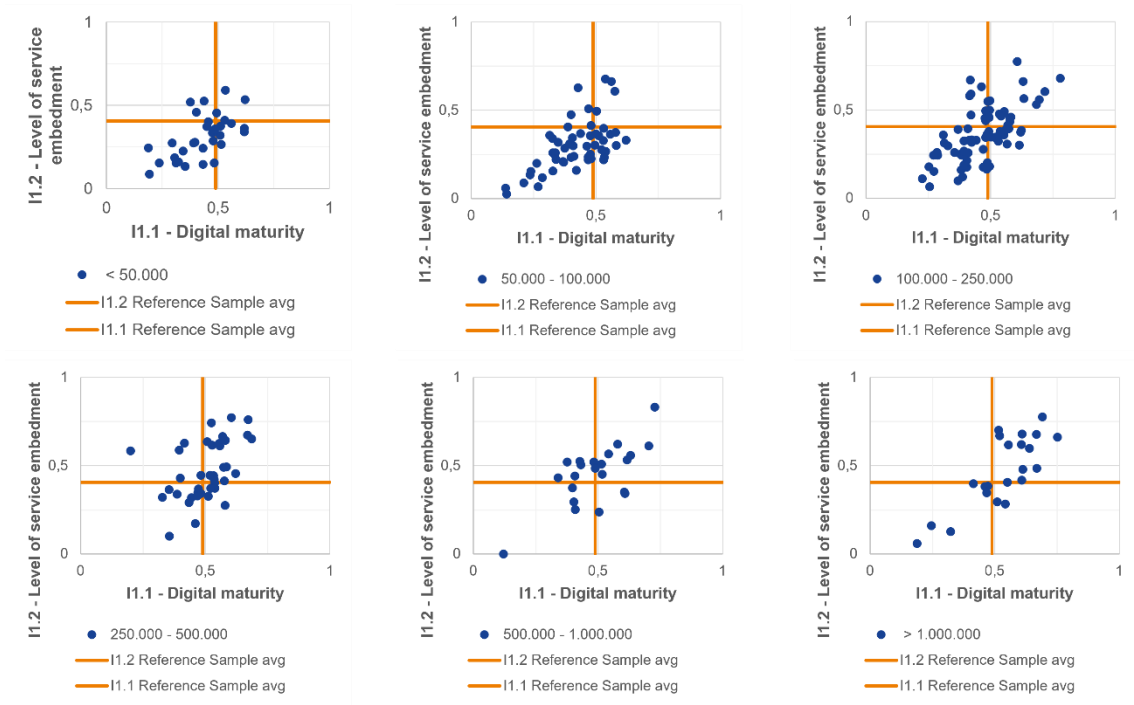 I1.2 - Level of service
embedment
1
0,5
0
0
0,5
1
I1.1 - Digital maturity
< 50.000
I1.2 Reference Sample avg
I1.1 Reference Sample avg
I1.2 - Level of service embedment
1
0,5
0
0
0,5
1
I1.1 - Digital maturity
50.000 - 100.000
I1.2 Reference Sample avg
I1.1 Reference Sample avg
I1.2 - Level of service embedment
1
0,5
0
0
0,5
1
I1.1 - Digital maturity
100.000 - 250.000
I1.2 Reference Sample avg
I1.1 Reference Sample avg
I1.2 - Level of service embedment
1
0,5
0
0
0,5
1
I1.1 - Digital maturity
250.000 - 500.000
I1.2 Reference Sample avg
I1.1 Reference Sample avg
I1.2 - Level of service embedment
1
0,5
0
0
0,5
1
I1.1 - Digital maturity
500.000 - 1.000.000
I1.2 Reference Sample avg
I1.1 Reference Sample avg
I1.2 - Level of service embedment
1
0,5
0
0
0,5
1
I1.1 - Digital maturity
> 1.000.000
I1.2 Reference Sample avg
I1.1 Reference Sample avg